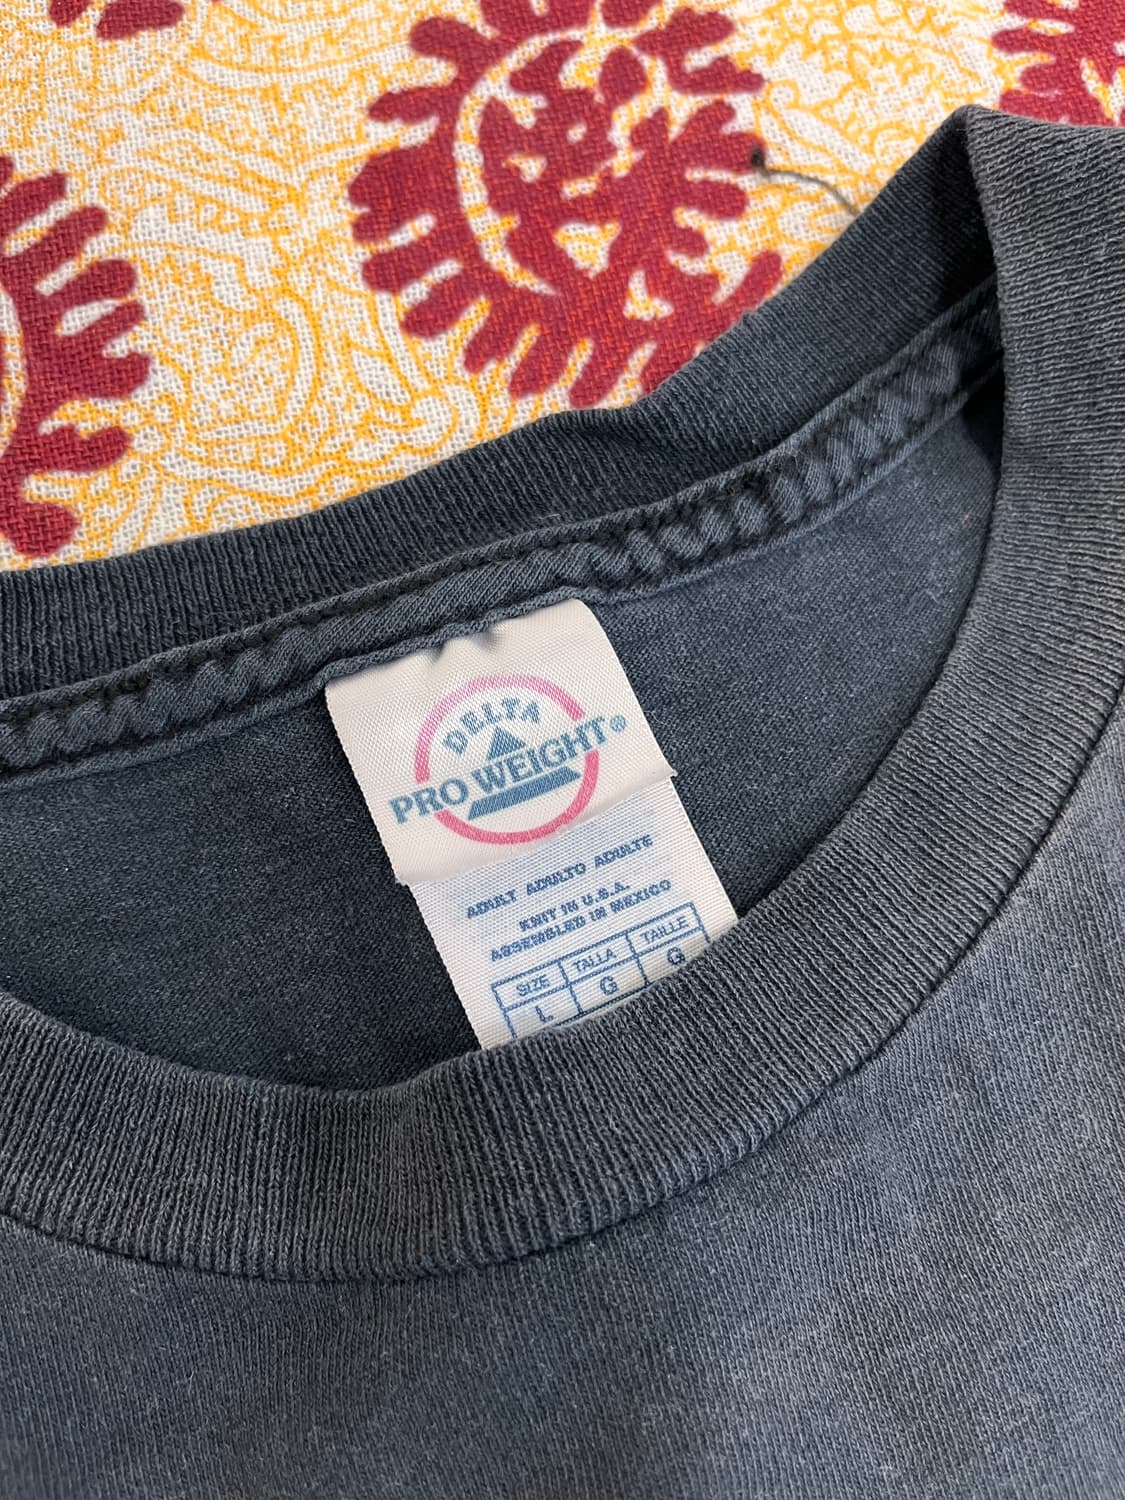 DELTA
PRO WEIGHT®
ADULT ADULTO ADULTE
KNIT IN U.S.A.
ASSEMBLED IN MEXICO
SIZE TALLA TAILLE
L G G